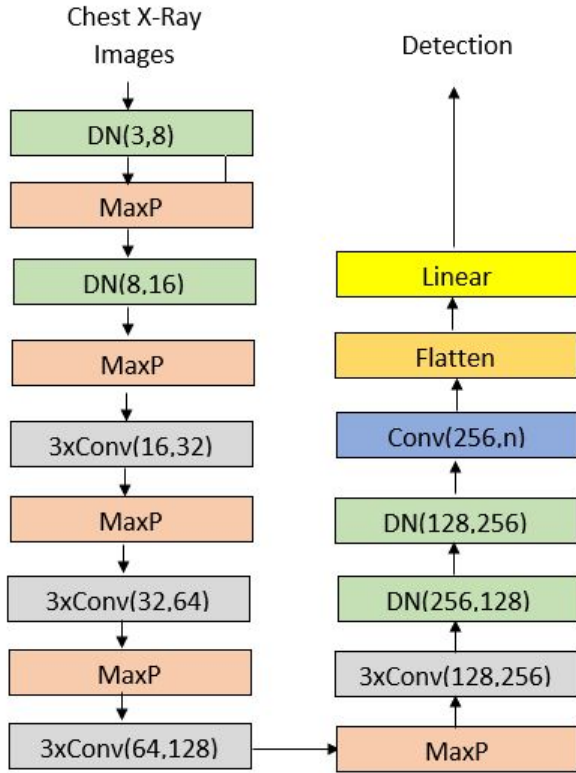 Chest X-Ray
Images
DN(3,8)
MaxP
DN(8,16)
MaxP
3xConv(16,32)
MaxP
3xConv(32,64)
MaxP
3xConv(64,128)
MaxP
3xConv(128,256)
DN(256,128)
DN(128,256)
Conv(256,n)
Flatten
Linear
Detection